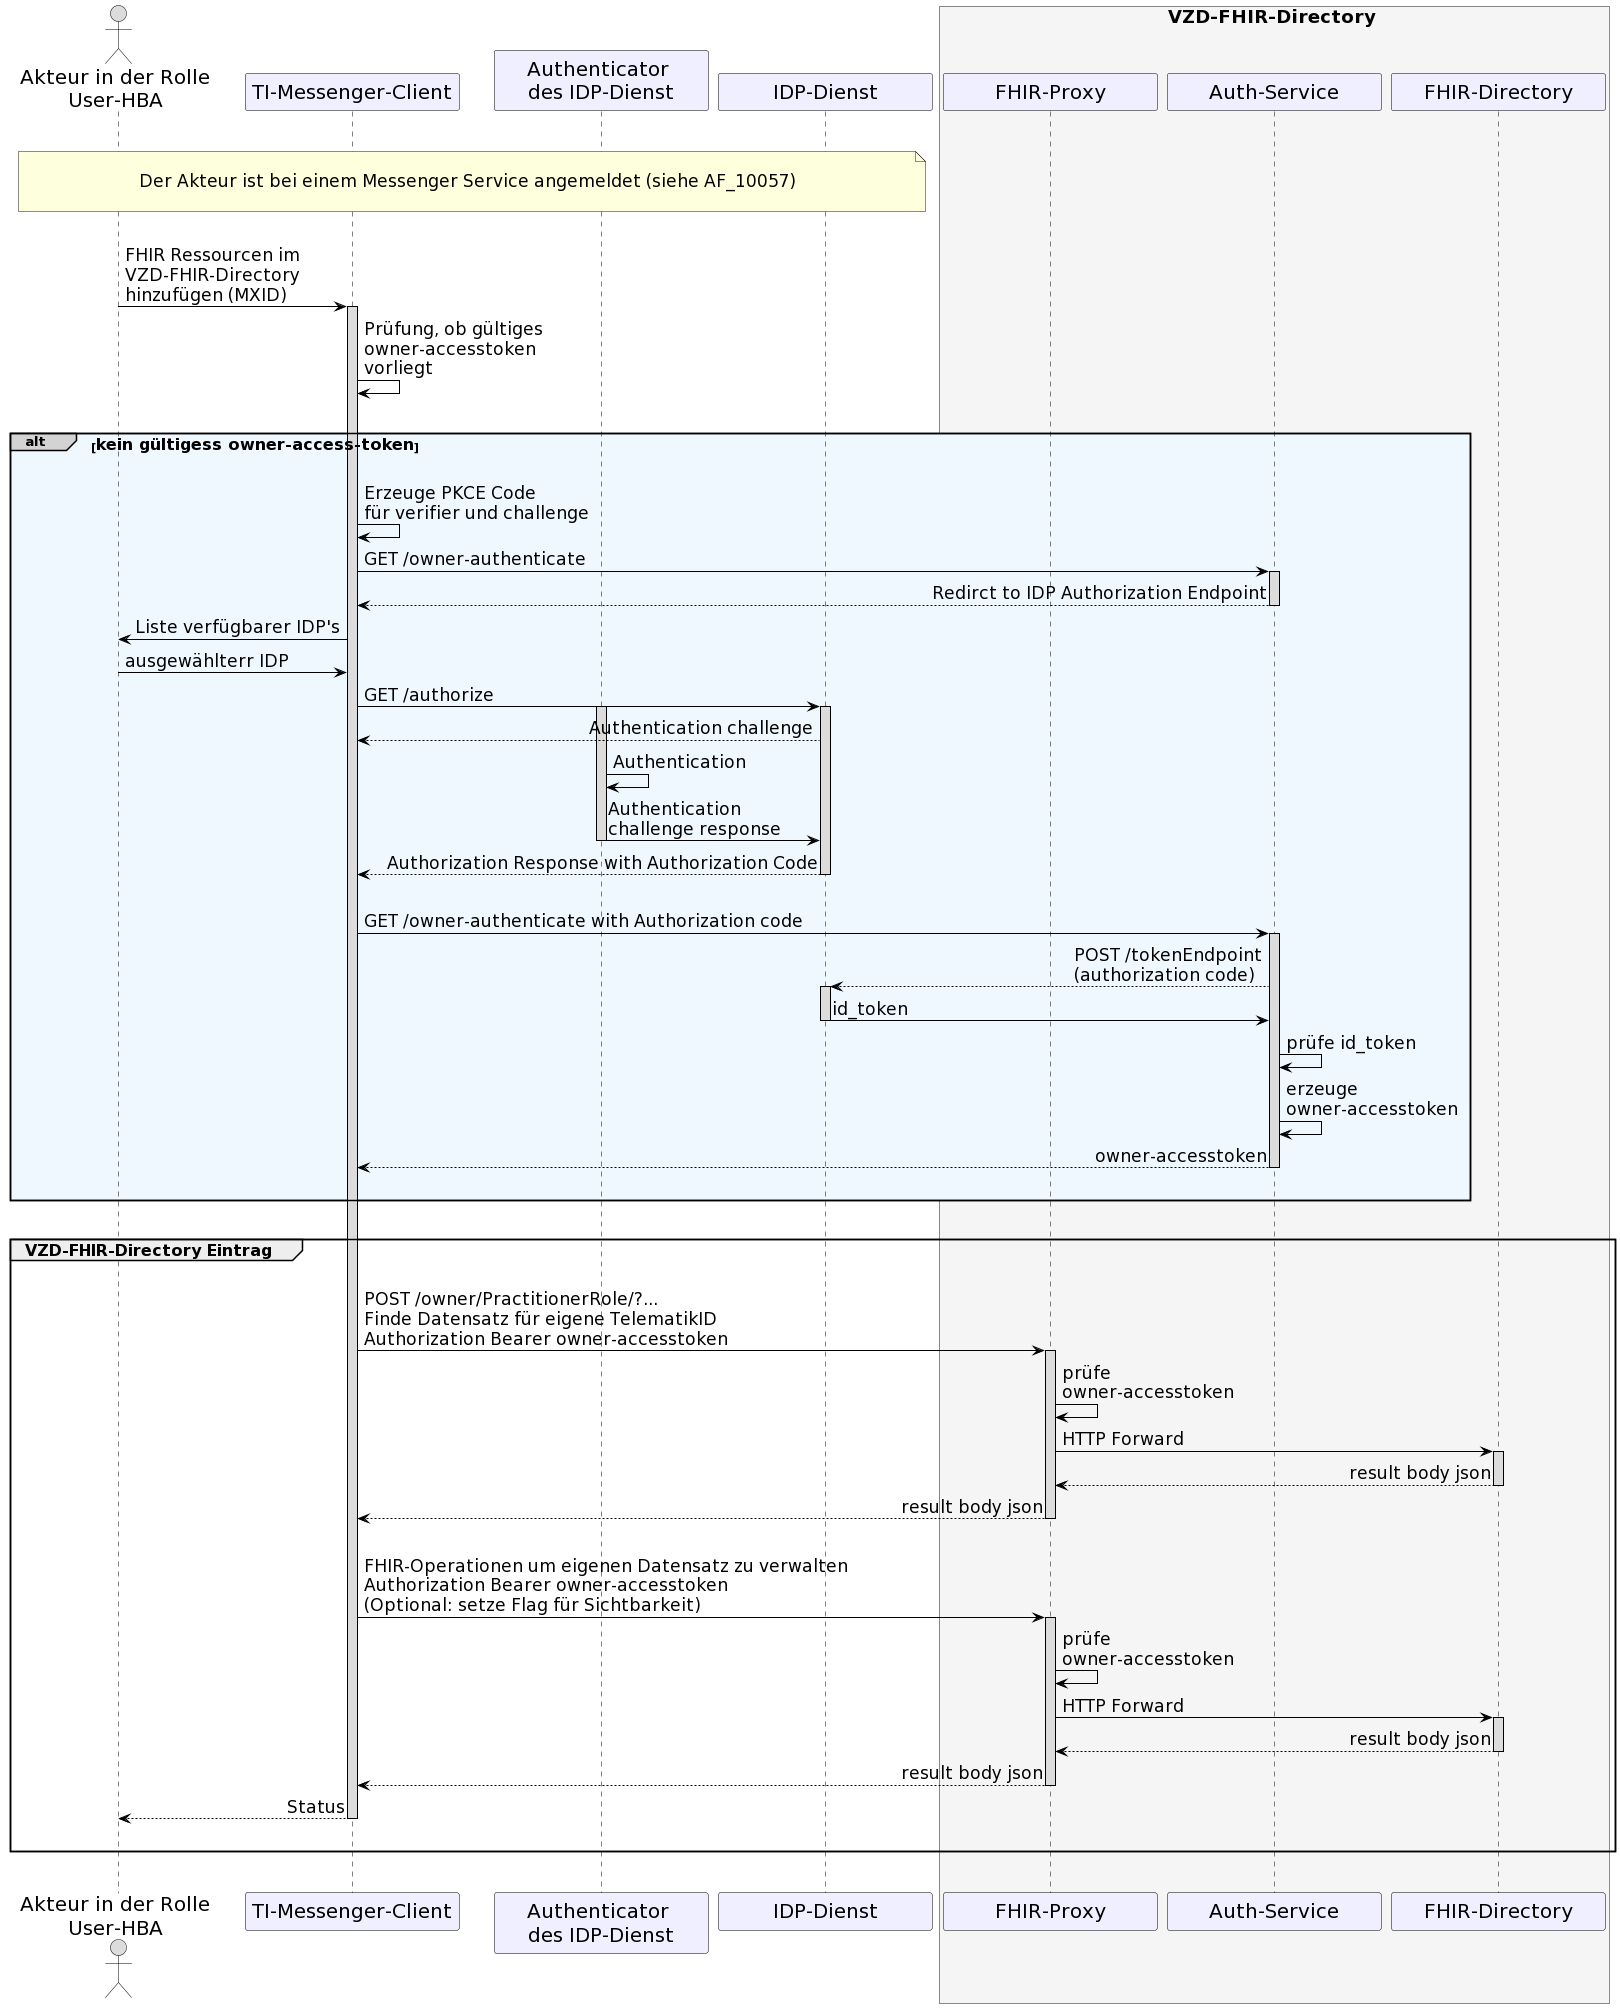 VZD-FHIR-Directory
Akteur in der Rolle
User-HBA
TI-Messenger-Client
Authenticator
des IDP-Dienst
IDP-Dienst
FHIR-Proxy
Auth-Service
FHIR-Directory
Der Akteur ist bei einem Messenger Service angemeldet (siehe AF_10057)
FHIR Ressourcen im
VZD-FHIR-Directory
hinzufügen (MXID)
Prüfung, ob gültiges
owner-accesstoken
vorliegt
alt
[kein gültigess owner-access-token]
Erzeuge PKCE Code
für verifier und challenge
GET /owner-authenticate
Redirct to IDP Authorization Endpoint
Liste verfügbarer IDP's
ausgewählterr IDP
GET /authorize
Authentication challenge
Authentication
Authentication
challenge response
Authorization Response with Authorization Code
GET /owner-authenticate with Authorization code
POST /tokenEndpoint
(authorization code)
id_token
prüfe id_token
erzeuge
owner-accesstoken
owner-accesstoken
VZD-FHIR-Directory Eintrag
POST /owner/PractitionerRole/?...
Finde Datensatz für eigene TelematikID
Authorization Bearer owner-accesstoken
prüfe
owner-accesstoken
HTTP Forward
result body json
result body json
FHIR-Operationen um eigenen Datensatz zu verwalten
Authorization Bearer owner-accesstoken
(Optional: setze Flag für Sichtbarkeit)
prüfe
owner-accesstoken
HTTP Forward
result body json
result body json
Status
Akteur in der Rolle
User-HBA
TI-Messenger-Client
Authenticator
des IDP-Dienst
IDP-Dienst
FHIR-Proxy
Auth-Service
FHIR-Directory